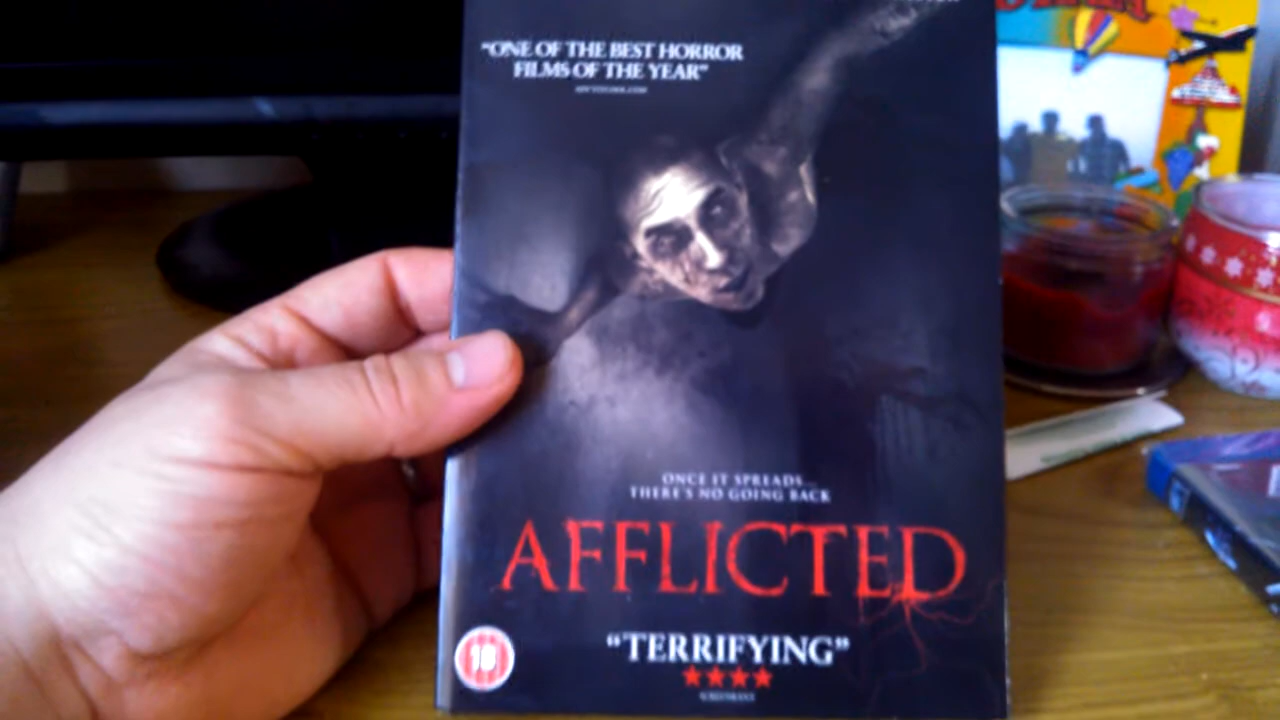 "ONE OF THE BEST HORROR
FILMS OF THE YEAR"
ONCE IT SPREADS...
THERE'S NO GOING BACK
AFFLICTED
18
"TERRIFYING"